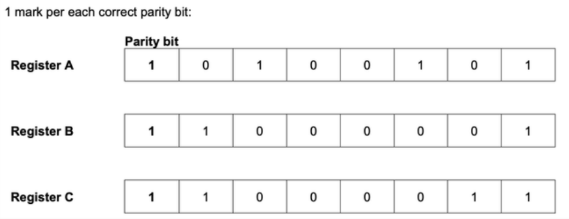 1 mark per each correct parity bit:
Parity bit
Register A 1 0 1 0 0 1 0 1
Register B 1 1 0 0 0 0 0 1
Register C 1 1 0 0 0 0 1 1